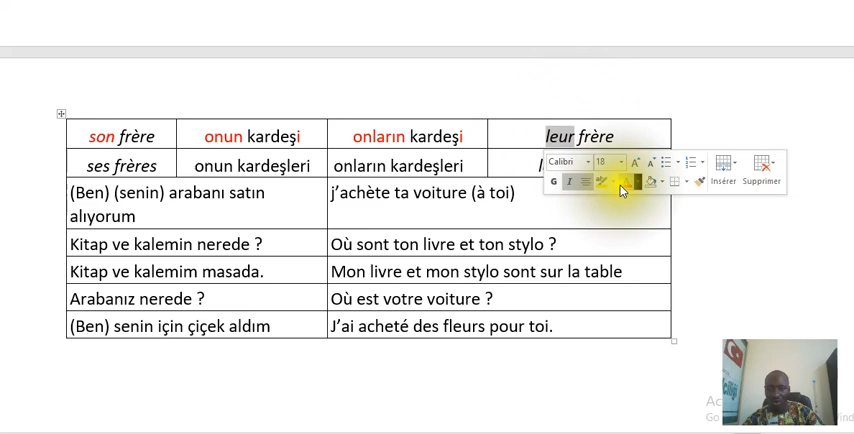 son frère onun kardeşi onların kardeşi leur frère
ses frères onun kardeşleri onların kardeşleri
Calibri 18
G I Insérer Supprimer
(Ben) (senin) arabanı satın j’achète ta voiture (à toi)
alıyorum
Kitap ve kalemin nerede ? Où sont ton livre et ton stylo ?
Kitap ve kalemim masada. Mon livre et mon stylo sont sur la table
Arabanız nerede ? Où est votre voiture ?
(Ben) senin için çiçek aldım J’ai acheté des fleurs pour toi.